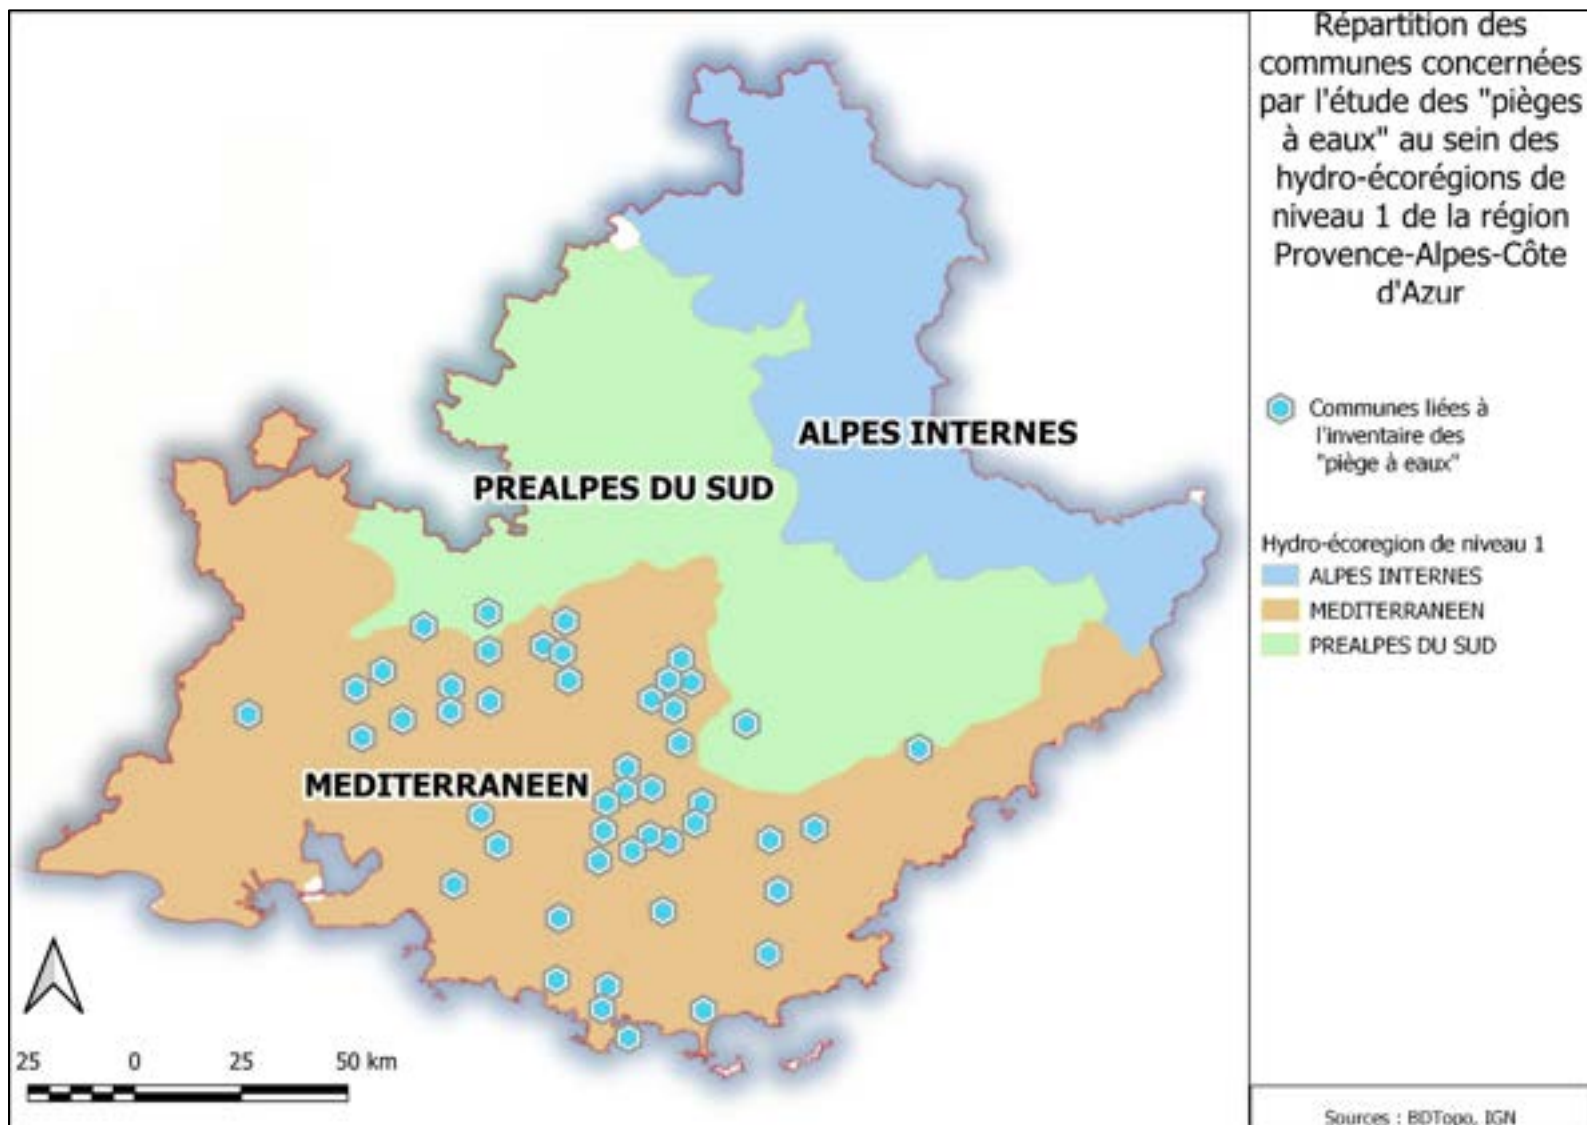 Répartition des
communes concernées
par l'étude des "pièges
à eaux" au sein des
hydro-écorégions de
niveau 1 de la région
Provence-Alpes-Côte
d'Azur
ALPES INTERNES
PREALPES DU SUD
MEDITERRANEEN
Communes liées à
l'inventaire des
"piège à eaux"
Hydro-écoregion de niveau 1
ALPES INTERNES
MEDITERRANEEN
PREALPES DU SUD
25 0 25 50 km
Sources : BDTopo, IGN